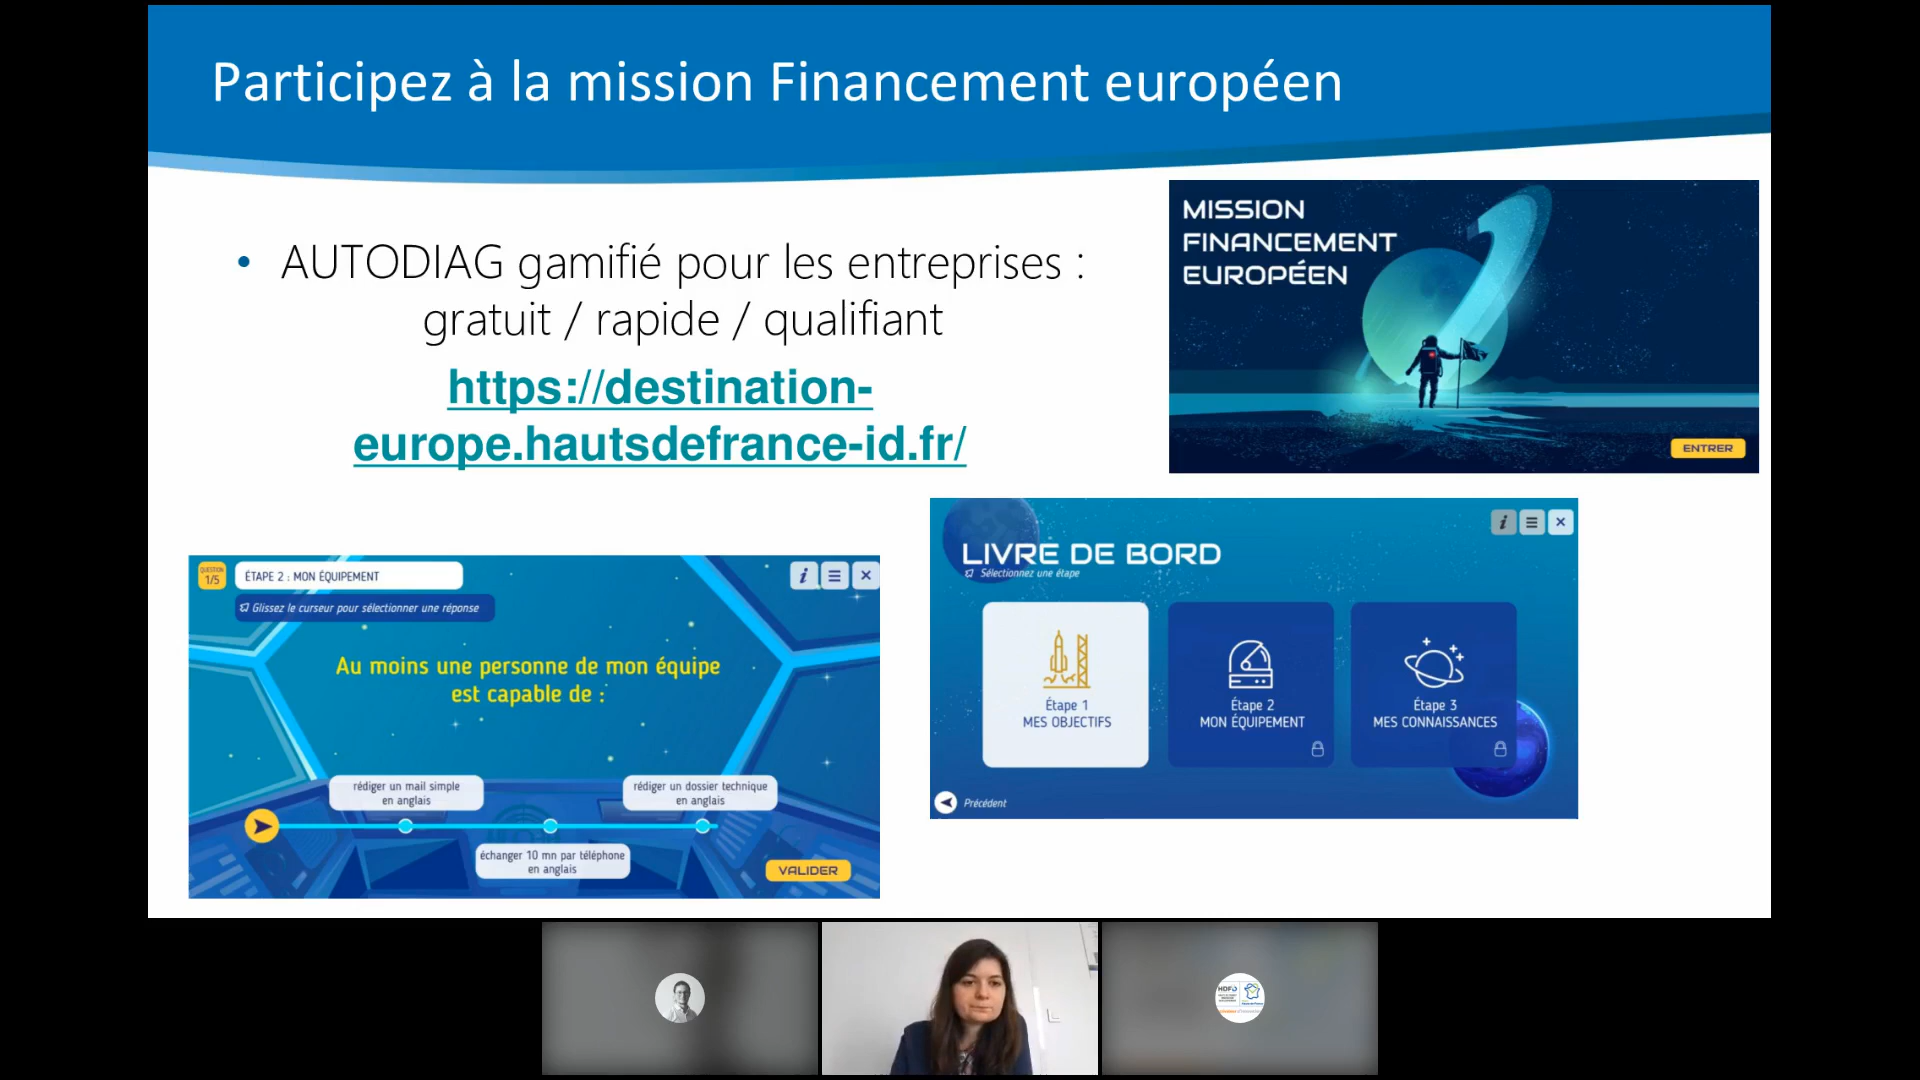 Participez à la mission Financement européen
• AUTODIAG gamifié pour les entreprises :
gratuit / rapide / qualifiant
https://destination-
europe.hautsdefrance-id.fr/
MISSION
FINANCEMENT
EUROPÉEN
ENTRER
QUESTION
1/5
ÉTAPE 2 : MON ÉQUIPEMENT
Glissez le curseur pour sélectionner une réponse
Au moins une personne de mon équipe
est capable de :
rédiger un mail simple
en anglais
rédiger un dossier technique
en anglais
échanger 10 mn par téléphone
en anglais
VALIDER
LIVRE DE BORD
Sélectionnez une étape
Étape 1
MES OBJECTIFS
Étape 2
MON ÉQUIPEMENT
Étape 3
MES CONNAISSANCES
Précédent
HDFID